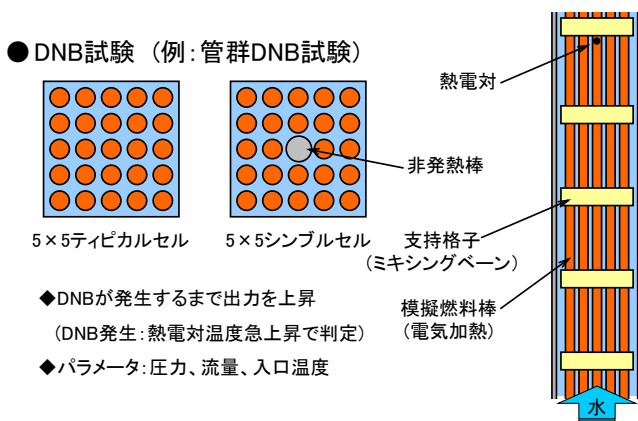 ● DNB試験 (例:管群DNB試験)
5×5ティピカルセル
5×5シンブルセル
非発熱棒
◆DNBが発生するまで出力を上昇
(DNB発生:熱電対温度急上昇で判定)
◆パラメータ:圧力、流量、入口温度
熱電対
支持格子
(ミキシングベーン)
模擬燃料棒
(電気加熱)
水